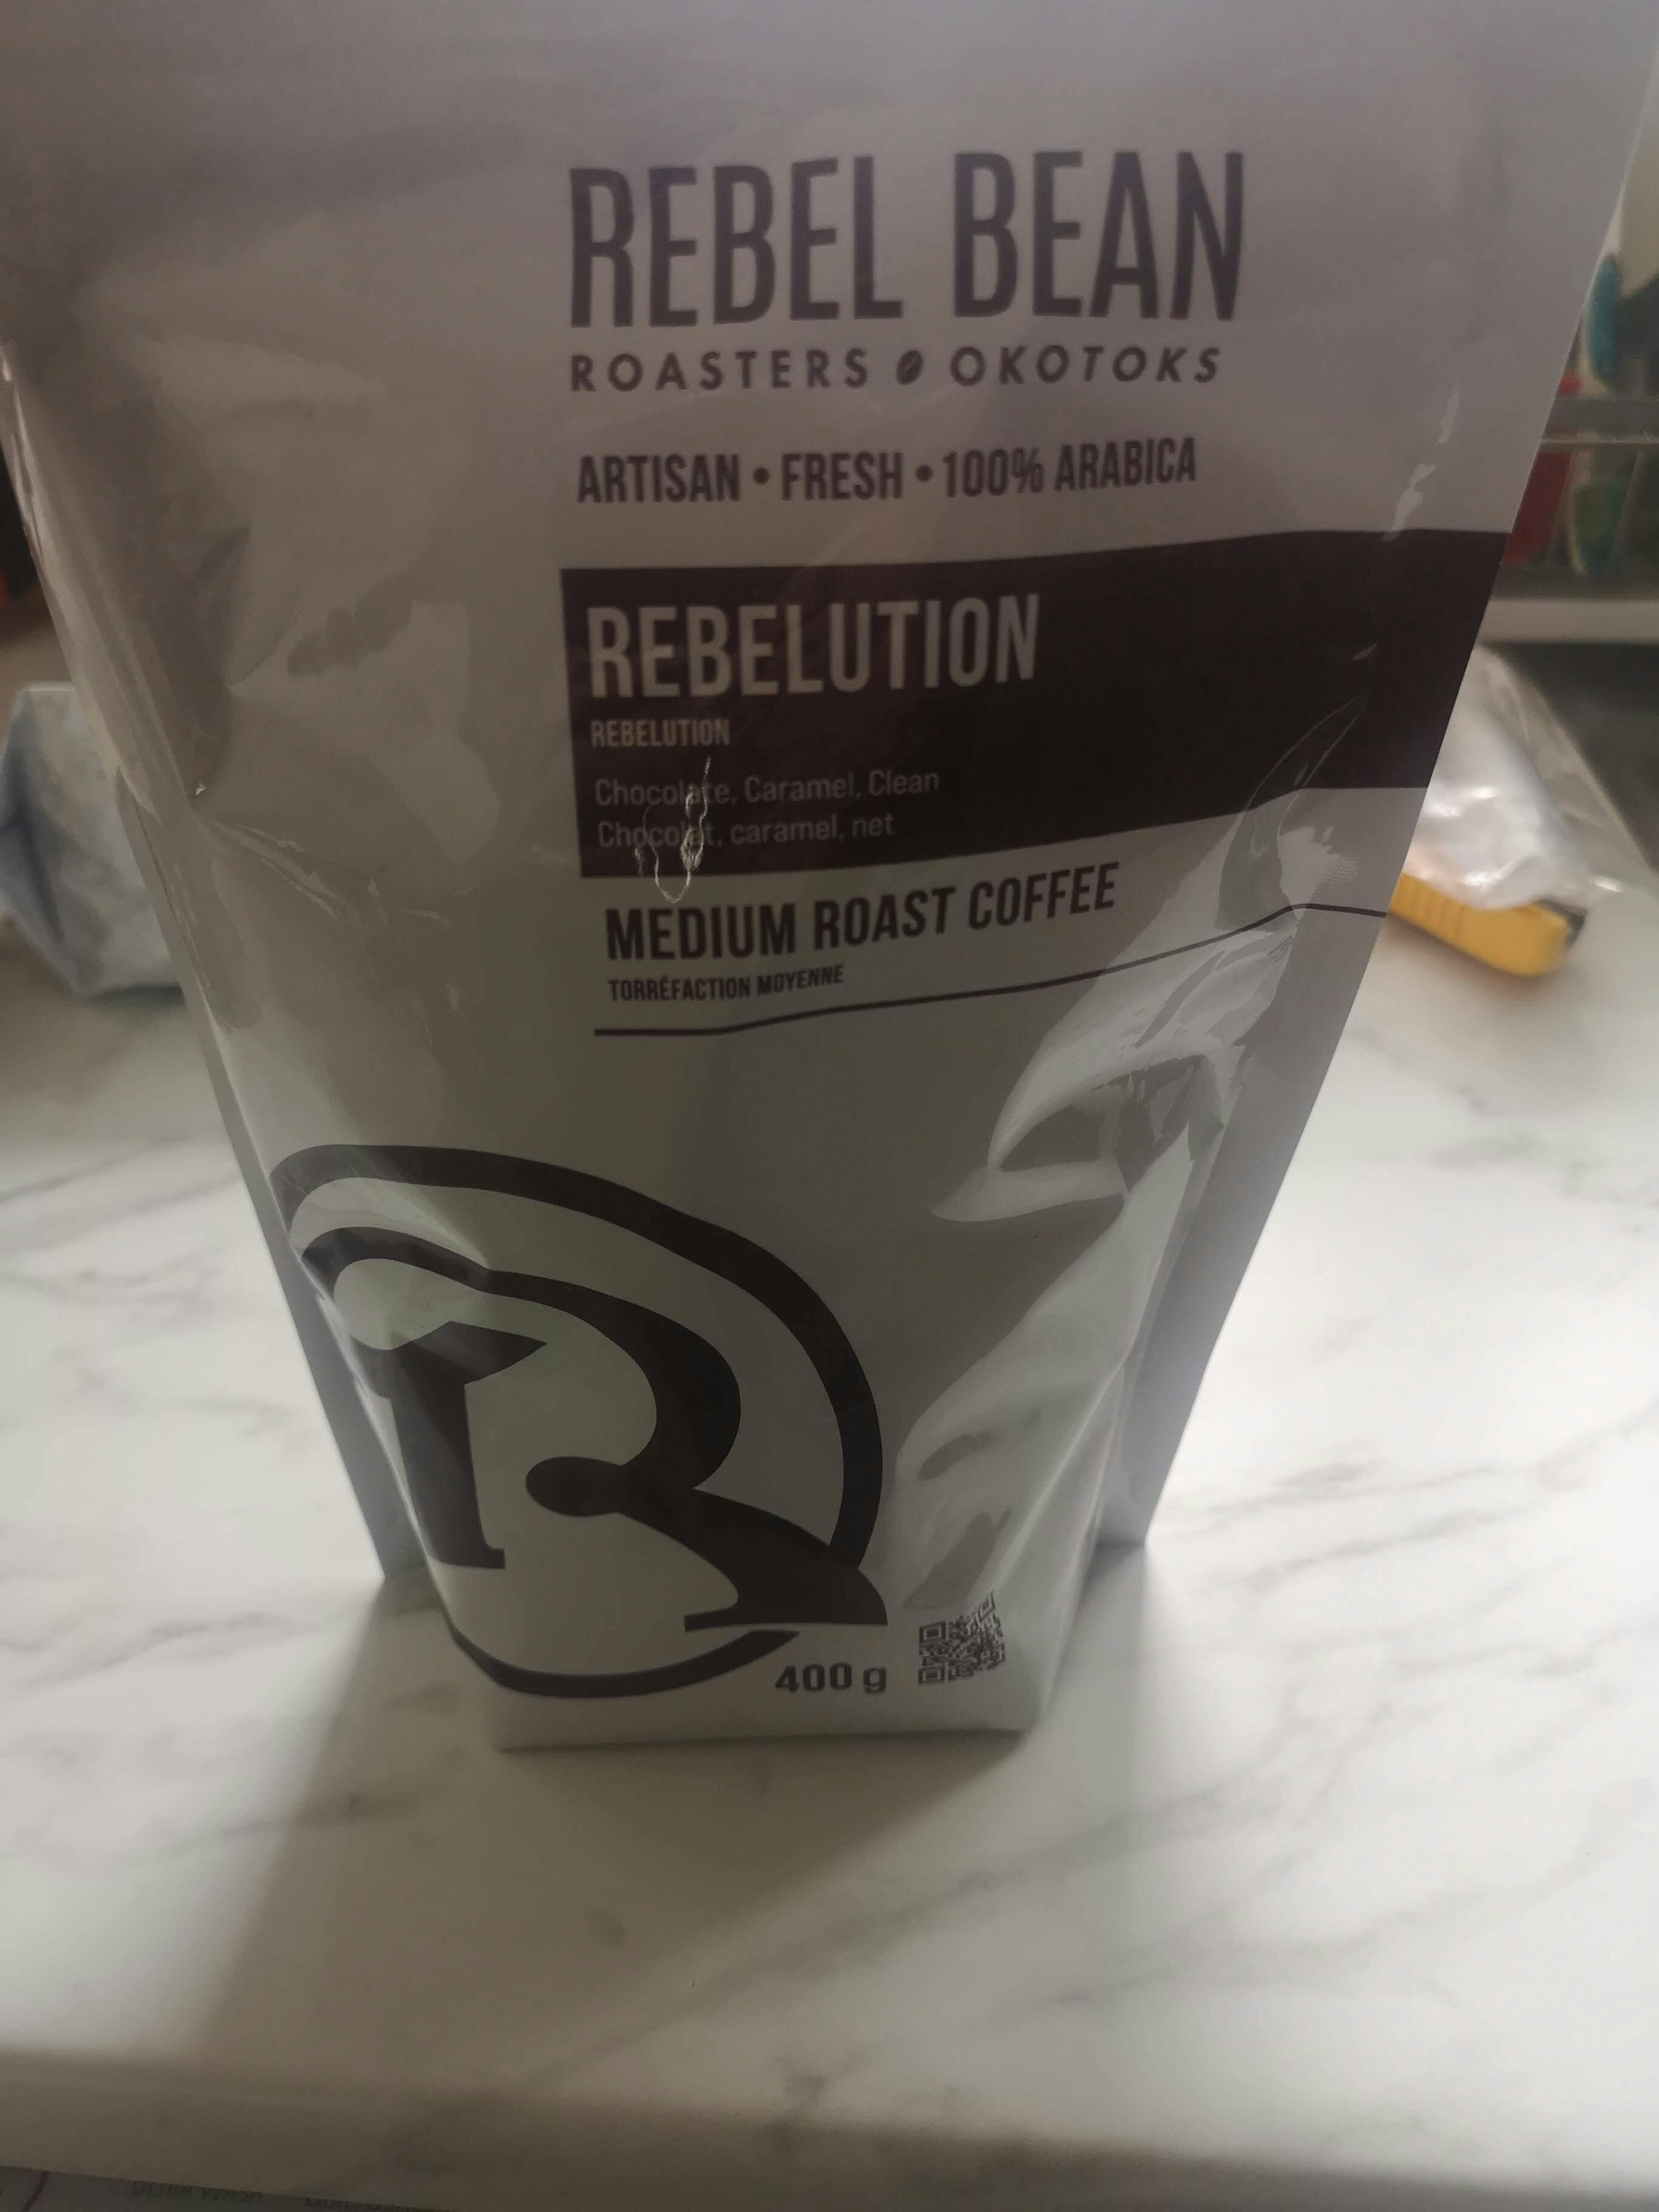 REBEL BEAN
ROASTERS OKOTOKS
ARTISAN • FRESH • 100% ARABICA
REBELUTION
REBELUTION
Chocolate, Caramel, Clean
Chocolat, caramel, net
MEDIUM ROAST COFFEE
TORRÉFACTION MOYENNE
R
400 g